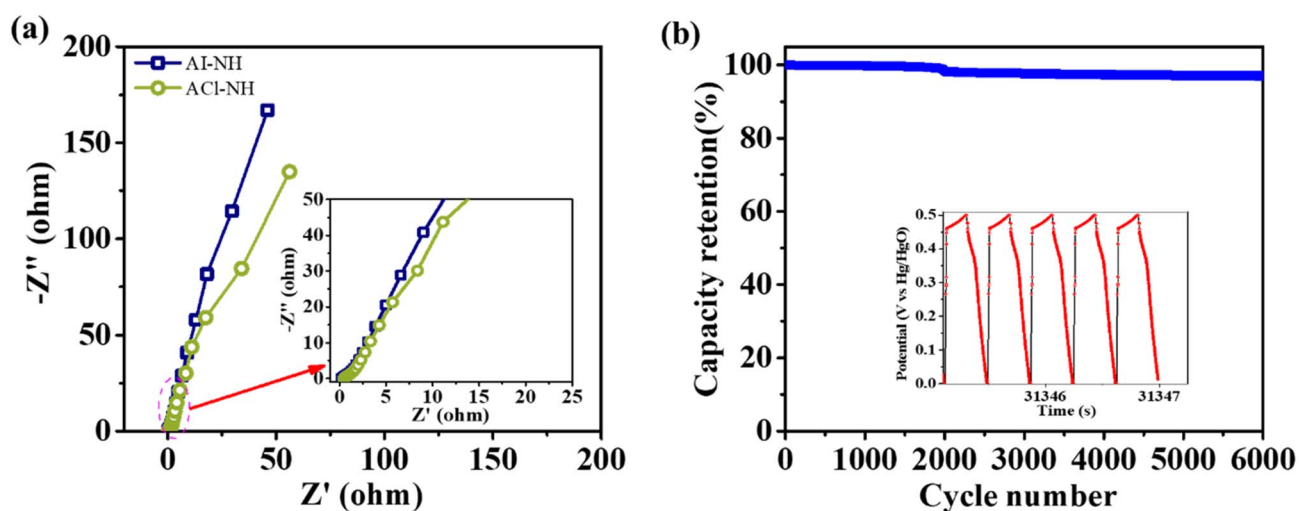 (a)
200
150
100
50
0
-Z" (ohm)
AI-NH
ACl-NH
50
40
30
20
10
0
-Z" (ohm)
0 5 10 15 20 25
Z' (ohm)
0 50 100 150 200
Z' (ohm)
(b)
100
80
60
40
20
0
Capacity retention(%)
0.5
0.4
0.3
0.2
0.1
0.0
Potential (V vs Hg/HgO)
31346 31347
Time (s)
0 1000 2000 3000 4000 5000 6000
Cycle number